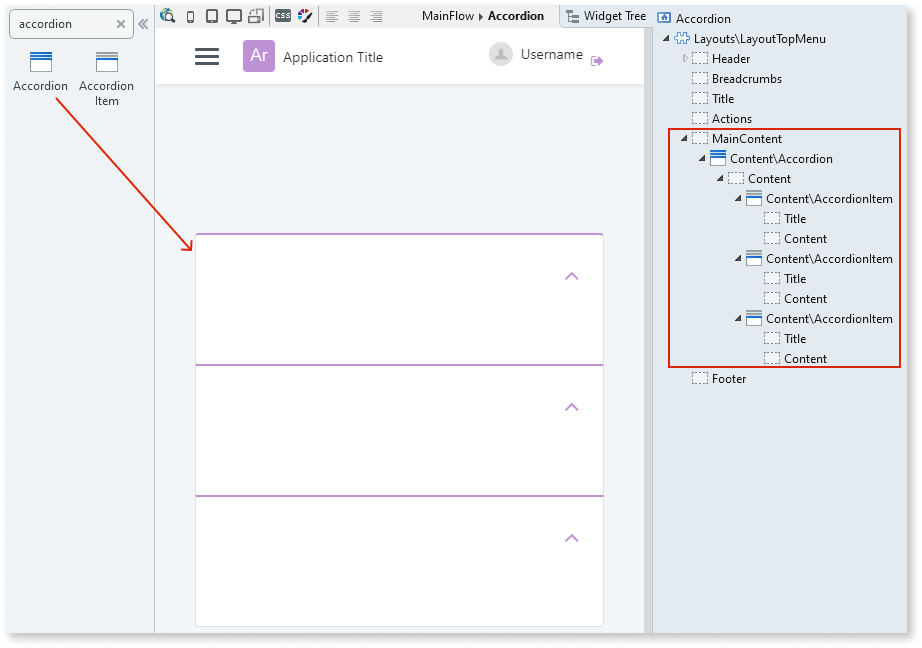 accordion
Accordion
Accordion
Item
CSS
MainFlow Accordion
Widget Tree
Ar
Application Title
Username
Accordion
Layouts\LayoutTopMenu
Header
Breadcrumbs
Title
Actions
MainContent
Content\Accordion
Content
Content\AccordionItem
Title
Content
Content\AccordionItem
Title
Content
Content\AccordionItem
Title
Content
Footer